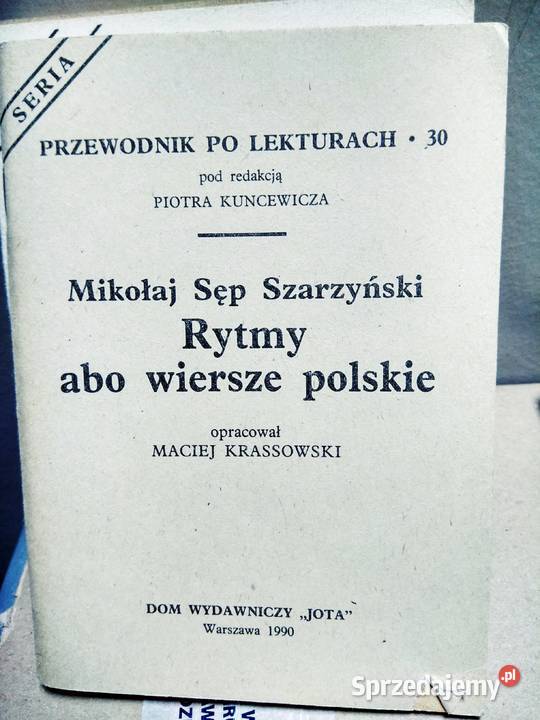 SERIA
PRZEWODNIK PO LEKTURACH • 30
pod redakcją
PIOTRA KUNCEWICZA
Mikołaj Sęp Szarzyński
Rytmy
abo wiersze polskie
opracował
MACIEJ KRASSOWSKI
DOM WYDAWNICZY „JOTA”
Warszawa 1990
Sprzedajemy.pl